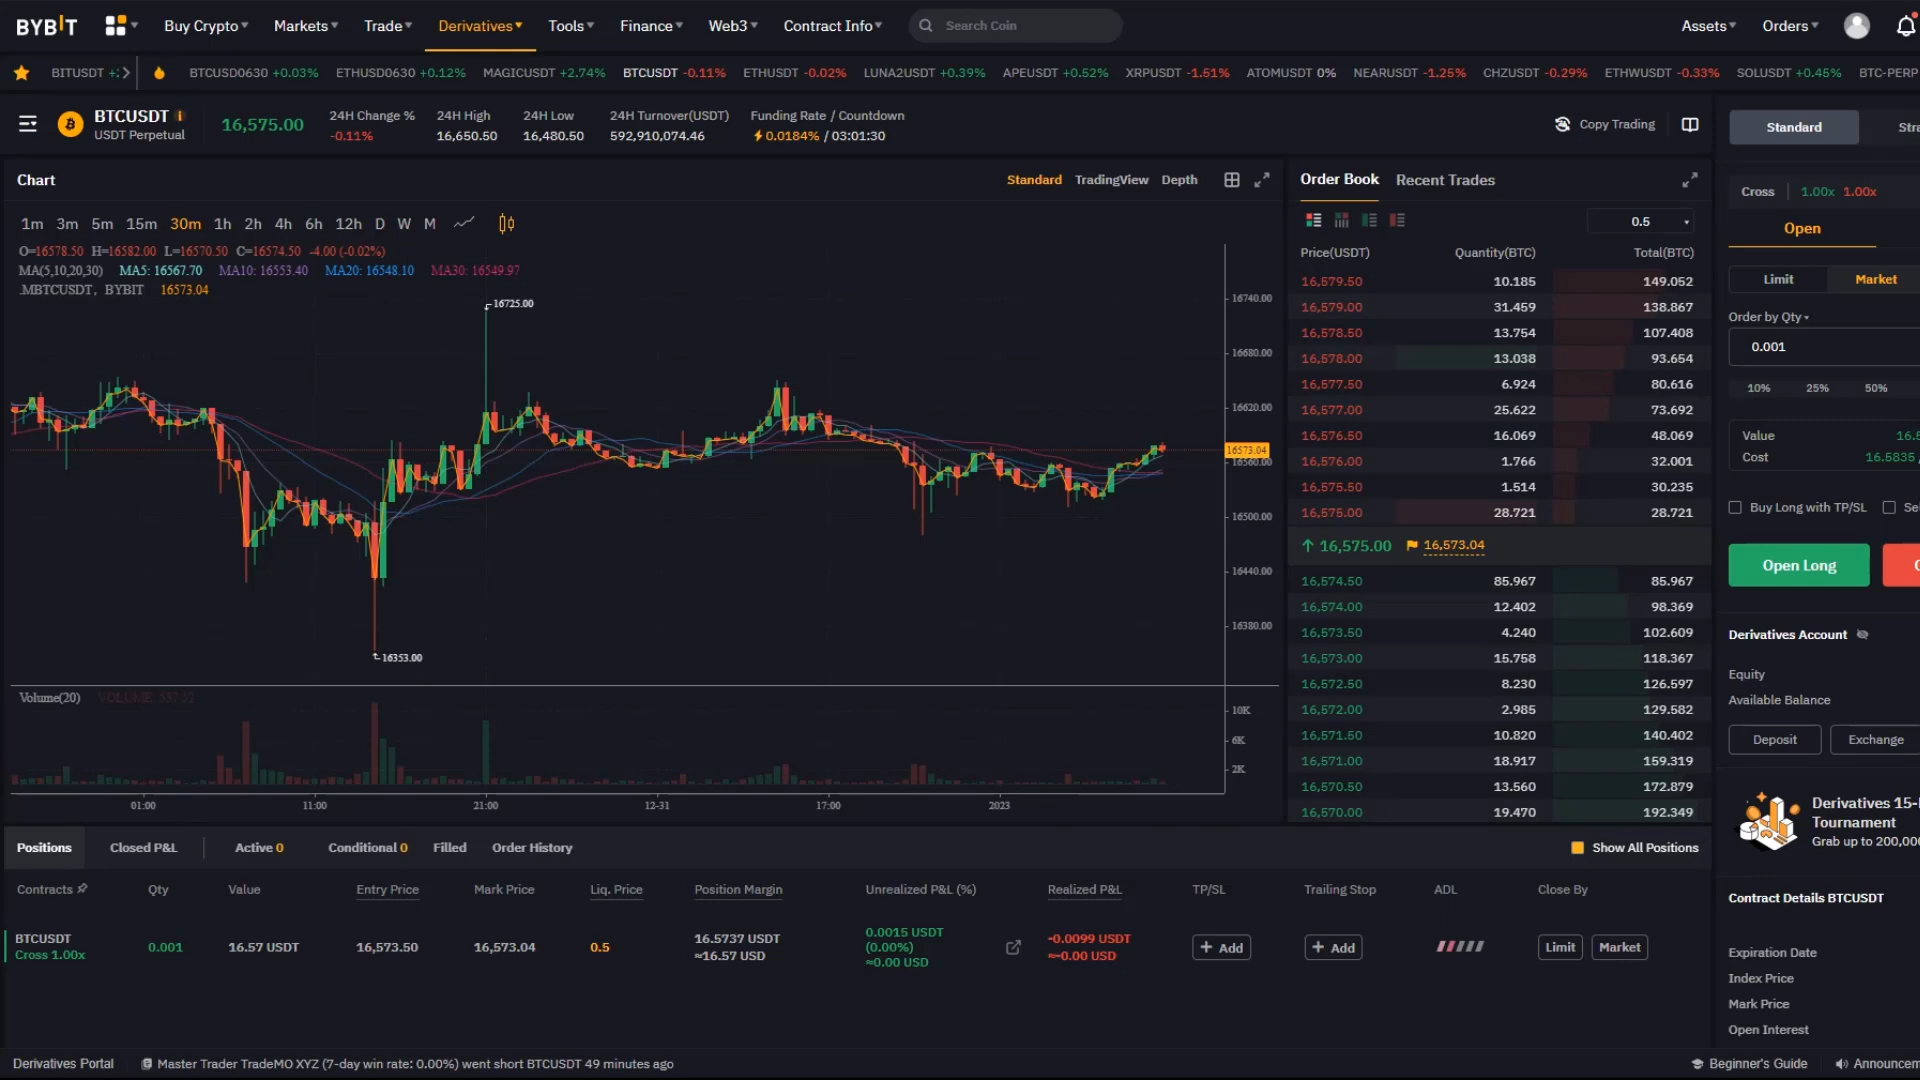 BYBIT Buy Crypto Markets Trade Derivatives Tools Finance Web3 Contract Info Search Coin Assets Orders
BITUSDT BTCUSD0630 +0.03% ETHUSD0630 +0.12% MAGICUSDT +2.74% BTCUSDT -0.11% ETHUSDT -0.02% LUNA2USDT +0.39% APEUSDT +0.52% XRPUSDT -1.51% ATOMUSDT 0% NEARUSDT -1.25% CHZUSDT -0.29% ETHWUSDT -0.33% SOLUSDT +0.45% BTC-PERP
BTCUSDT
USDT Perpetual
16,575.00
24H Change %
-0.11%
24H High
16,650.50
24H Low
16,480.50
24H Turnover(USDT)
592,910,074.46
Funding Rate / Countdown
0.0184% / 03:01:30
Copy Trading
Chart
Standard TradingView Depth
1m 3m 5m 15m 30m 1h 2h 4h 6h 12h D W M
O=16578.50 H=16582.00 L=16570.50 C=16574.50 -4.00 (-0.02%)
MA(5,10,20,30) MA5: 16567.70 MA10: 16553.40 MA20: 16548.10 MA30: 16549.97
.MBTCUSDT, BYBIT 16573.04
16725.00
16353.00
16740.00
16680.00
16620.00
16573.04
16560.00
16500.00
16440.00
16380.00
Volume(20)
10K
6K
2K
01:00 11:00 21:00 12-31 17:00 2023
Order Book Recent Trades
0.5
Price(USDT) Quantity(BTC) Total(BTC)
16,579.50 10.185 149.052
16,579.00 31.459 138.867
16,578.50 13.754 107.408
16,578.00 13.038 93.654
16,577.50 6.924 80.616
16,577.00 25.622 73.692
16,576.50 16.069 48.069
16,576.00 1.766 32.001
16,575.50 1.514 30.235
16,575.00 28.721 28.721
↑ 16,575.00 16,573.04
16,574.50 85.967 85.967
16,574.00 12.402 98.369
16,573.50 4.240 102.609
16,573.00 15.758 118.367
16,572.50 8.230 126.597
16,572.00 2.985 129.582
16,571.50 10.820 140.402
16,571.00 18.917 159.319
16,570.50 13.560 172.879
16,570.00 19.470 192.349
Standard
Cross 1.00x 1.00x
Open
Limit Market
Order by Qty
0.001
10% 25% 50%
Value
Cost 16.5835
Buy Long with TP/SL
Open Long
Derivatives Account
Equity
Available Balance
Deposit Exchange
Derivatives 15-
Tournament
Grab up to 200,000
Contract Details BTCUSDT
Expiration Date
Index Price
Mark Price
Open Interest
Positions Closed P&L Active 0 Conditional 0 Filled Order History Show All Positions
Contracts Qty Value Entry Price Mark Price Liq. Price Position Margin Unrealized P&L (%) Realized P&L TP/SL Trailing Stop ADL Close By
BTCUSDT
Cross 1.00x
0.001 16.57 USDT 16,573.50 16,573.04 0.5
16.5737 USDT
≈16.57 USD
0.0015 USDT
(0.00%)
≈0.00 USD
-0.0099 USDT
≈-0.00 USD
+ Add + Add Limit Market
Derivatives Portal Master Trader TradeMO XYZ (7-day win rate: 0.00%) went short BTCUSDT 49 minutes ago Beginner's Guide